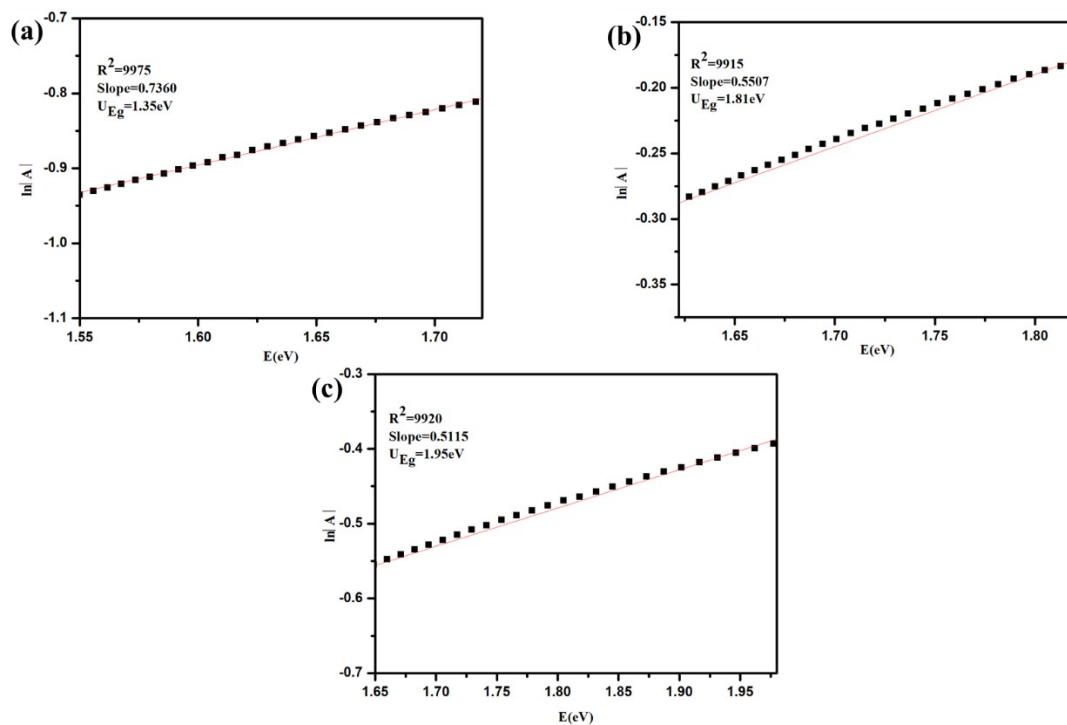 (a)
-0.7
-0.8
-0.9
-1.0
-1.1
ln|A|
R²=9975
Slope=0.7360
U_Eg=1.35eV
1.55 1.60 1.65 1.70
E(eV)
(b)
-0.15
-0.20
-0.25
-0.30
-0.35
ln|A|
R²=9915
Slope=0.5507
U_Eg=1.81eV
1.65 1.70 1.75 1.80
E(eV)
(c)
-0.3
-0.4
-0.5
-0.6
-0.7
ln|A|
R²=9920
Slope=0.5115
U_Eg=1.95eV
1.65 1.70 1.75 1.80 1.85 1.90 1.95
E(eV)